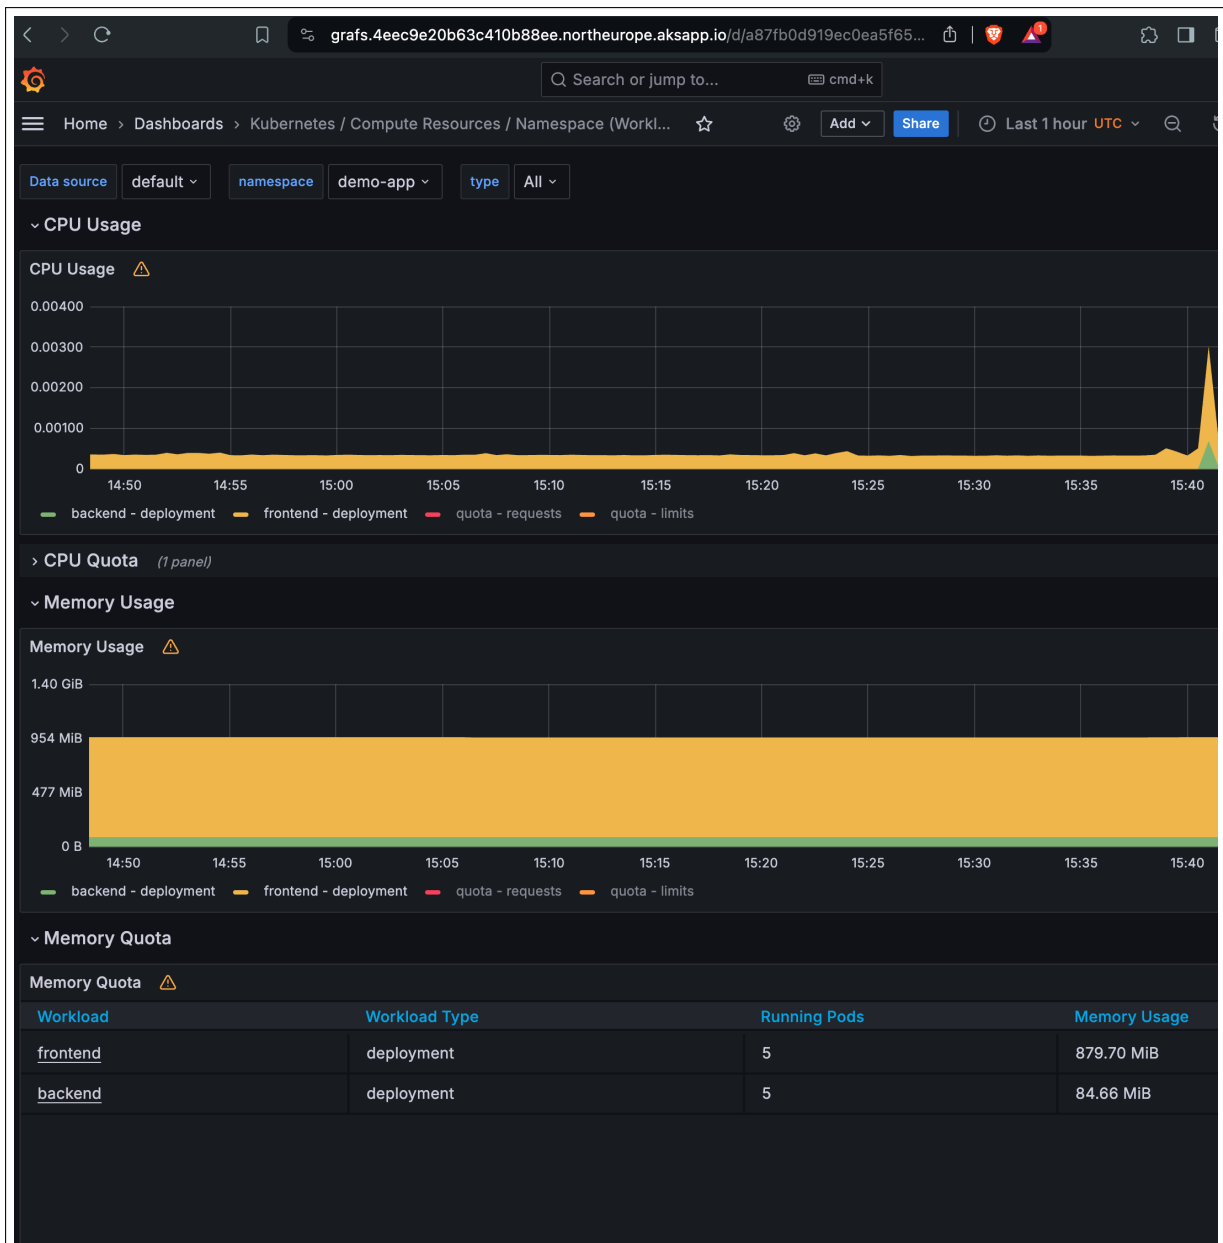 grafs.4eec9e20b63c410b88ee.northeurope.aksapp.io/d/a87fb0d919ec0ea5f65... 1
Search or jump to... cmd+k
Home › Dashboards › Kubernetes / Compute Resources / Namespace (Workl... Add Share Last 1 hour UTC
Data source default namespace demo-app type All
CPU Usage
CPU Usage
0.00400
0.00300
0.00200
0.00100
0
14:50 14:55 15:00 15:05 15:10 15:15 15:20 15:25 15:30 15:35 15:40
backend - deployment frontend - deployment quota - requests quota - limits
CPU Quota (1 panel)
Memory Usage
Memory Usage
1.40 GiB
954 MiB
477 MiB
0 B
14:50 14:55 15:00 15:05 15:10 15:15 15:20 15:25 15:30 15:35 15:40
backend - deployment frontend - deployment quota - requests quota - limits
Memory Quota
Memory Quota
Workload Workload Type Running Pods Memory Usage
frontend deployment 5 879.70 MiB
backend deployment 5 84.66 MiB